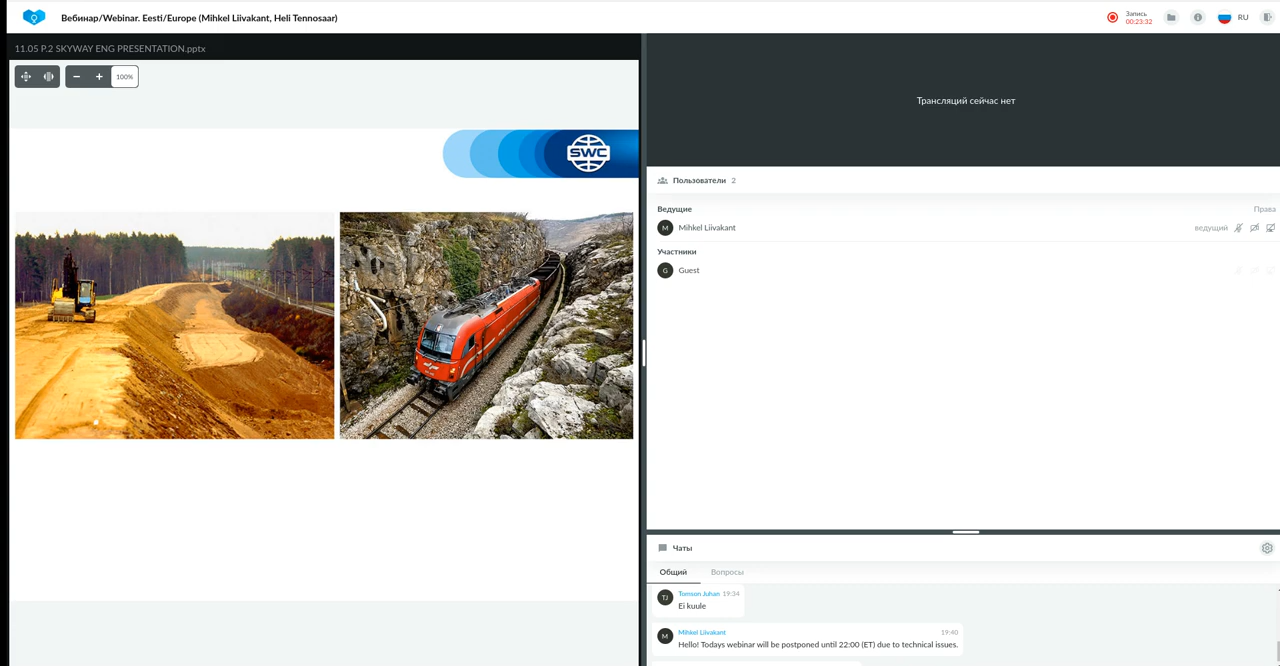 Вебинар/Webinar. Eesti/Europe (Mihkel Liivakant, Heli Tennosaar)
Запись
00:23:32
RU
11.05 P.2 SKYWAY ENG PRESENTATION.pptx
100%
SWC
Трансляций сейчас нет
Пользователи 2
Ведущие
Права
M
Mihkel Liivakant
ведущий
Участники
G
Guest
Чаты
Общий
Вопросы
TJ
Tomson Juhan 19:34
Ei kuule
M
Mihkel Liivakant 19:40
Hello! Todays webinar will be postponed until 22:00 (ET) due to technical issues.